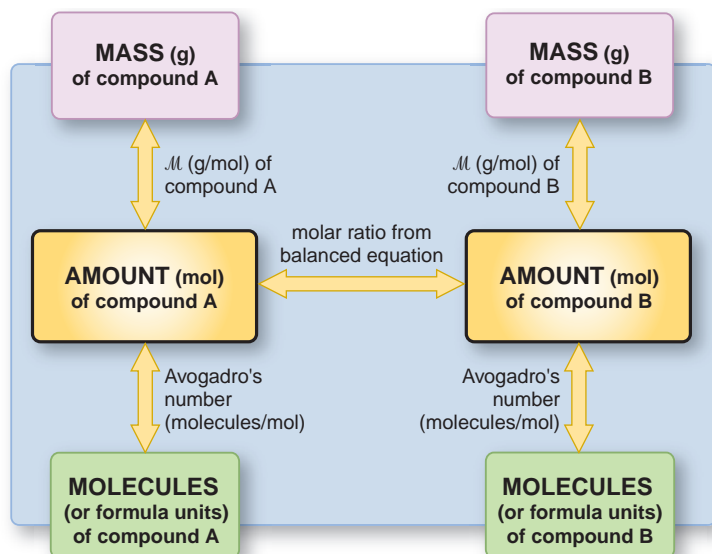 MASS (g)
of compound A
MASS (g)
of compound B
ℳ (g/mol) of
compound A
ℳ (g/mol) of
compound B
AMOUNT (mol)
of compound A
molar ratio from
balanced equation
AMOUNT (mol)
of compound B
Avogadro's
number
(molecules/mol)
Avogadro's
number
(molecules/mol)
MOLECULES
(or formula units)
of compound A
MOLECULES
(or formula units)
of compound B